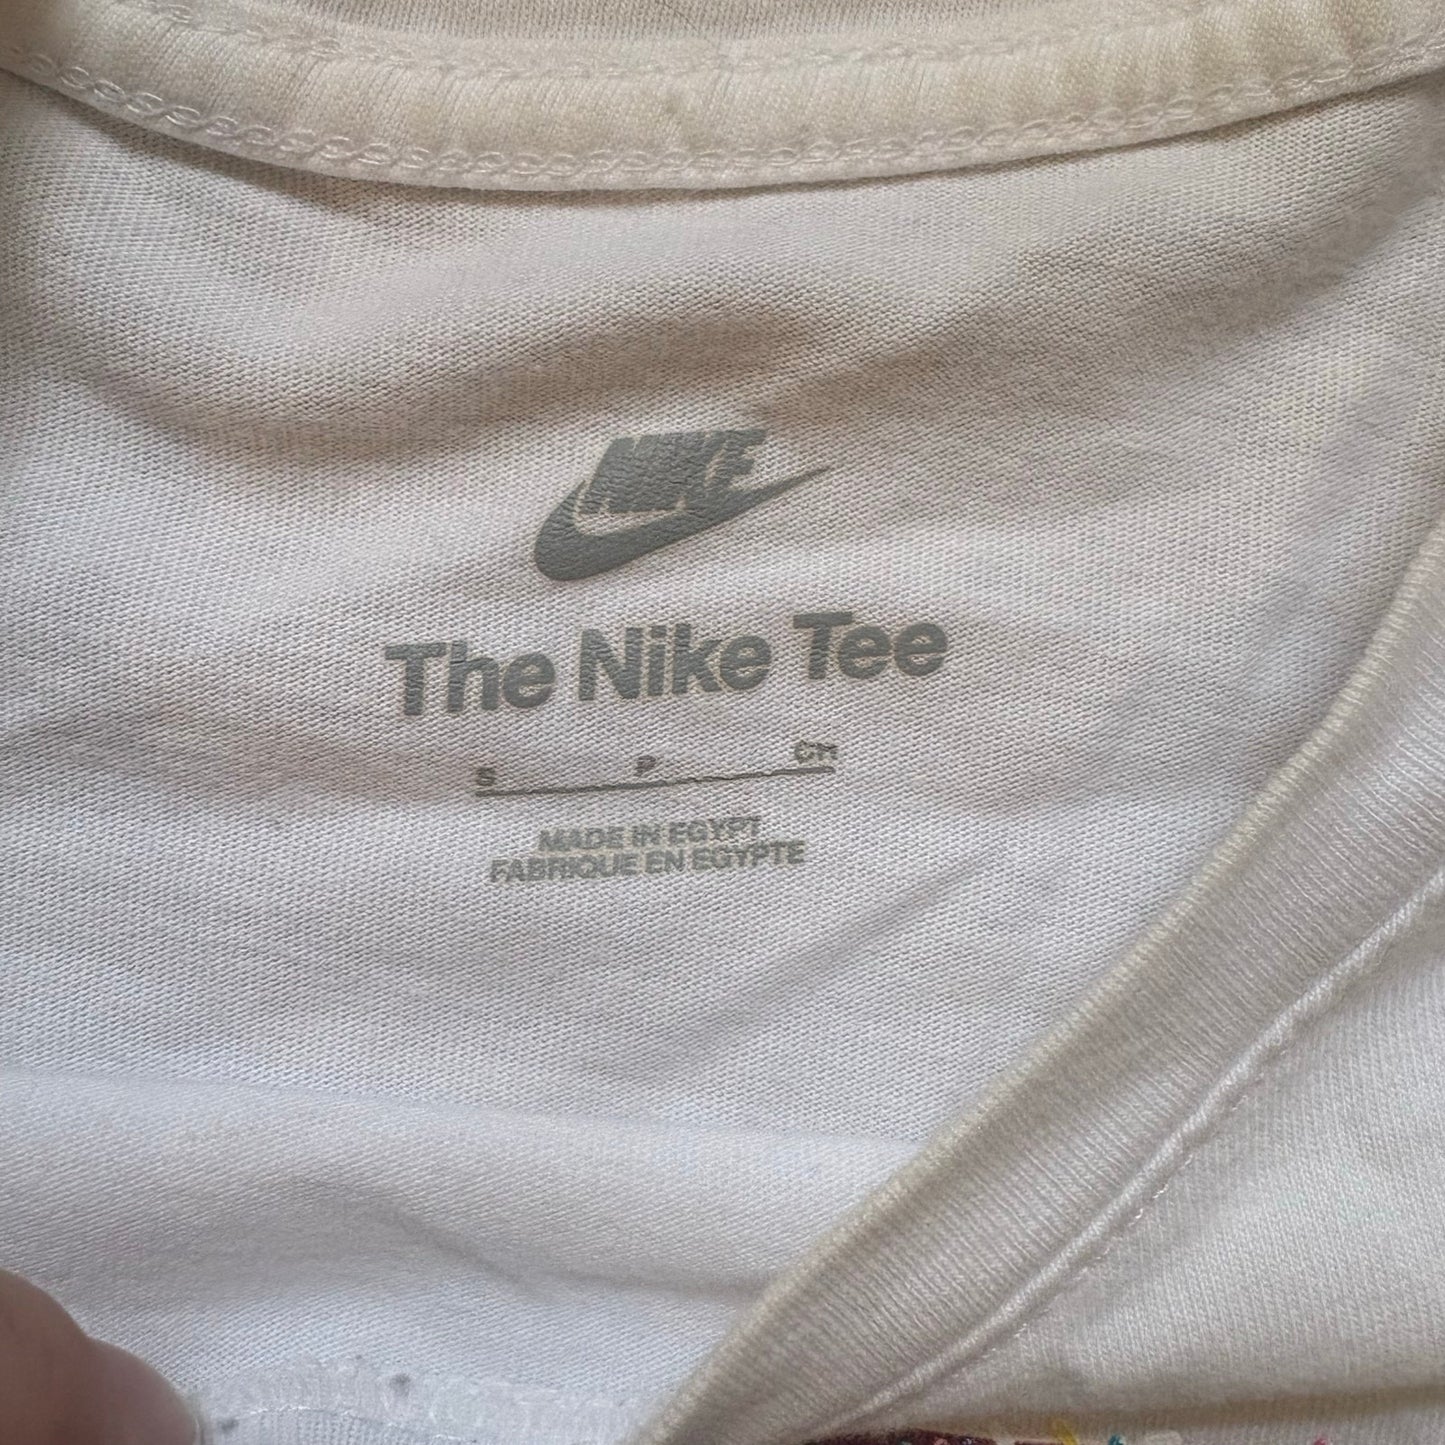 NIKE
The Nike Tee
S P CH
MADE IN EGYPT
FABRIQUE EN EGYPTE